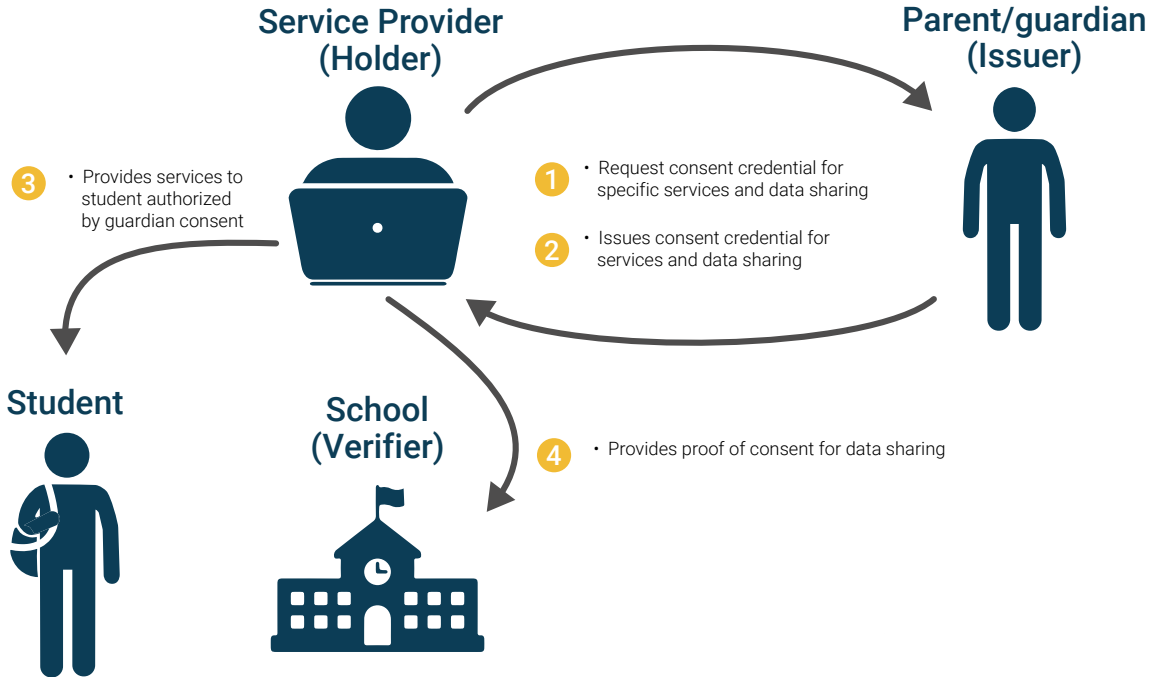 Service Provider
(Holder)
Parent/guardian
(Issuer)
3
• Provides services to
student authorized
by guardian consent
1
• Request consent credential for
specific services and data sharing
2
• Issues consent credential for
services and data sharing
Student
School
(Verifier)
4
• Provides proof of consent for data sharing